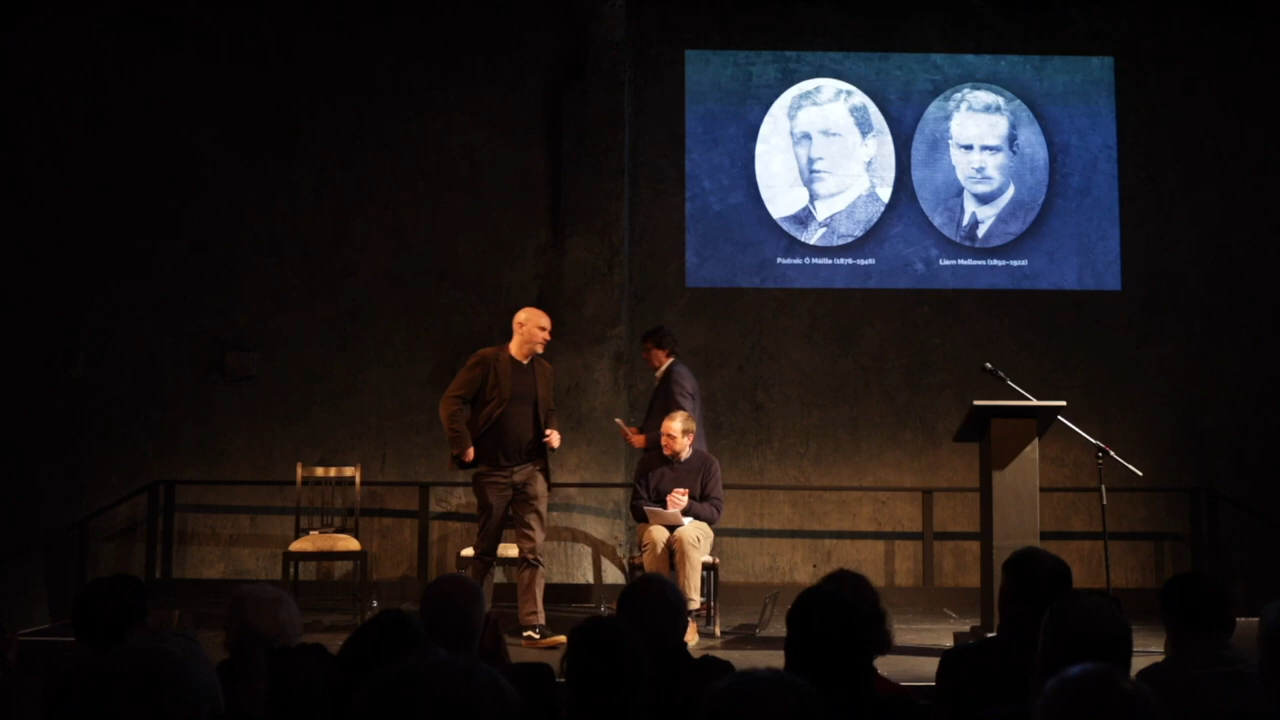 Pádraic Ó Máille (1876–1946)
Liam Mellows (1892–1922)